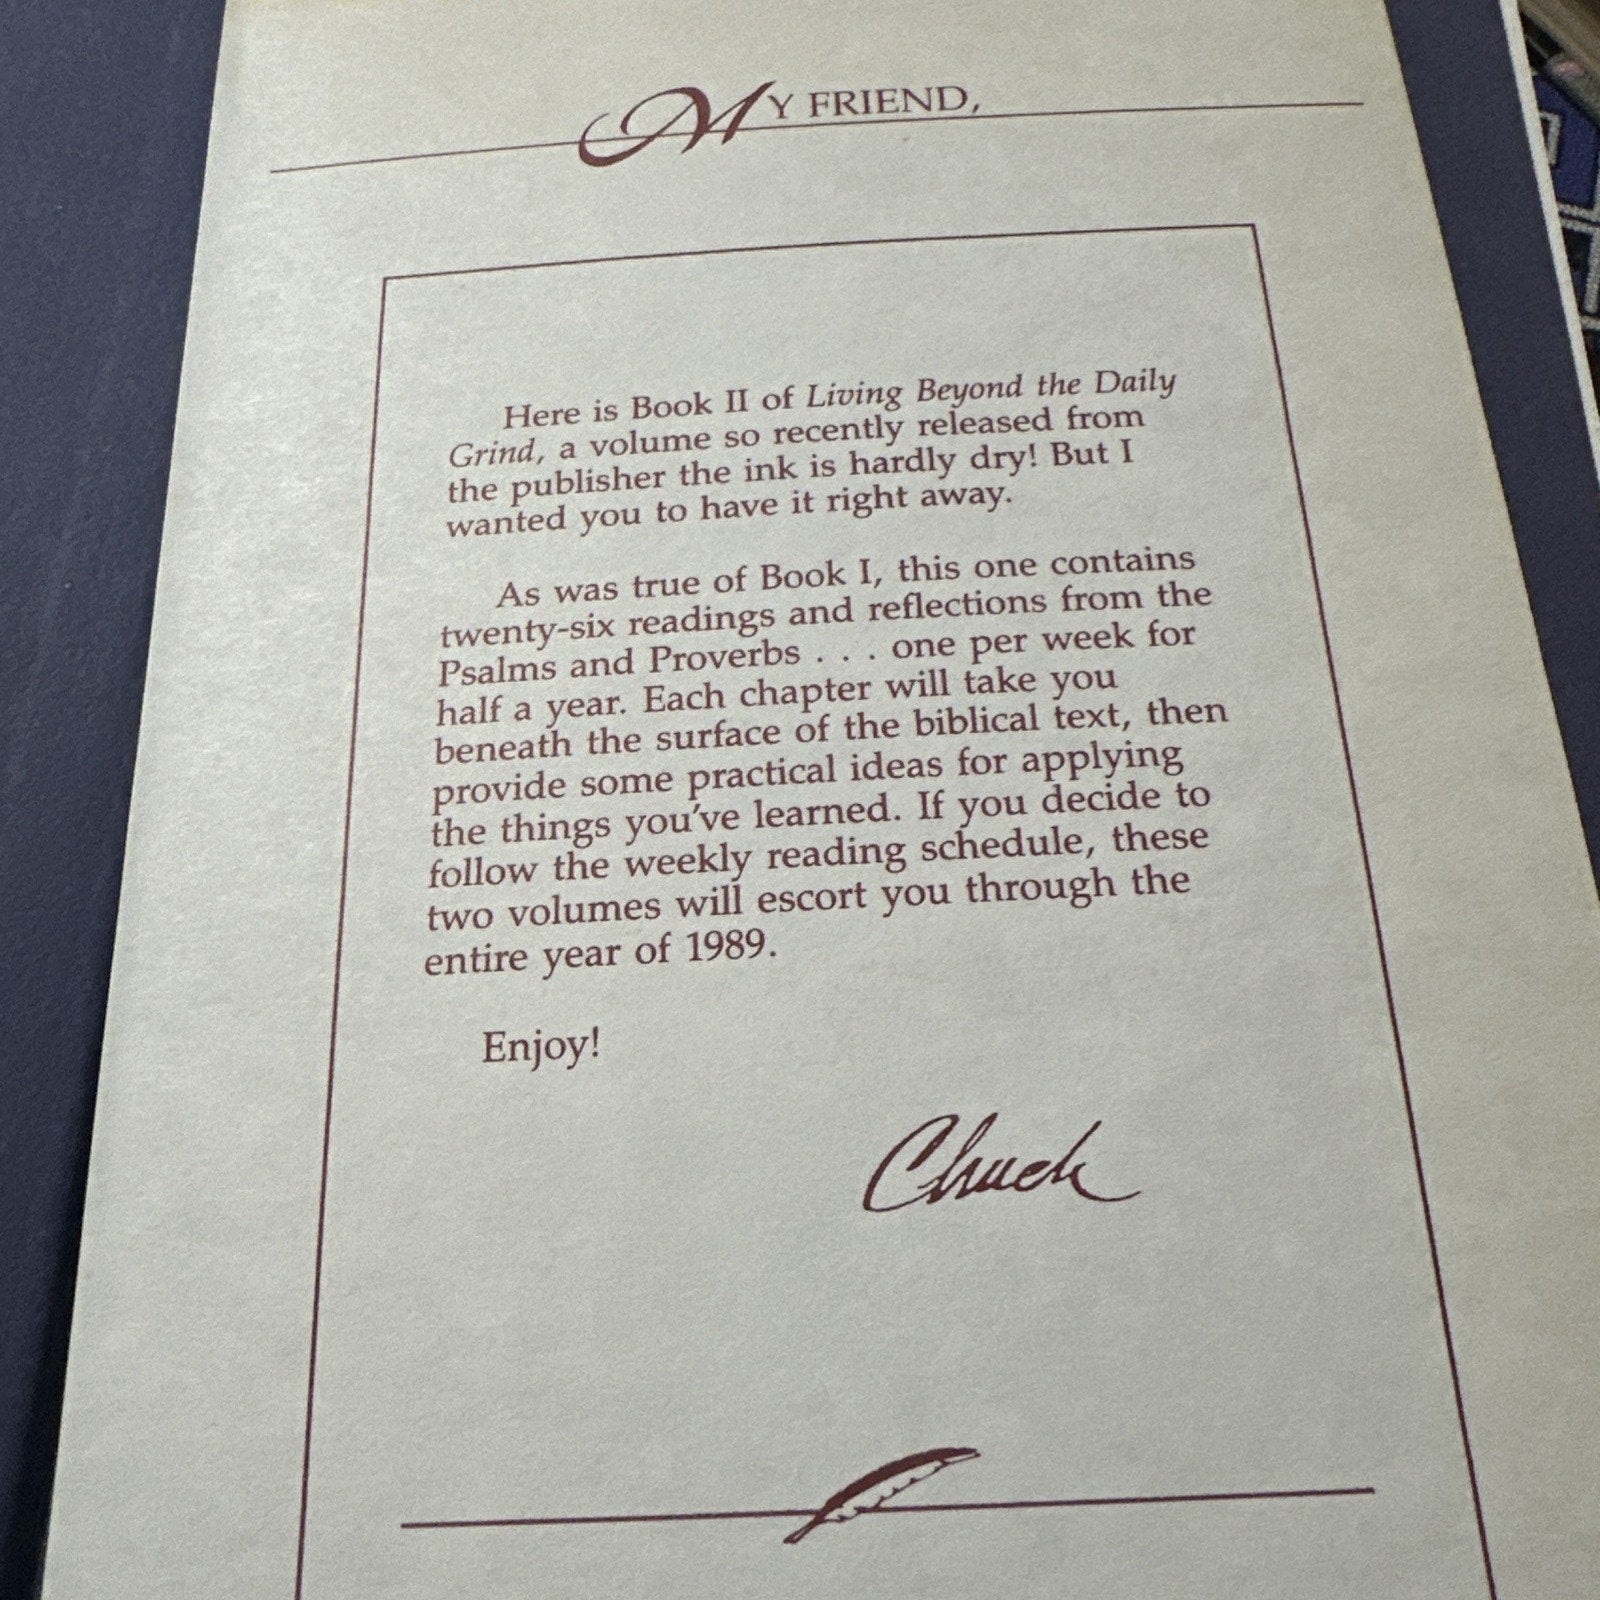 MY FRIEND,
Here is Book II of Living Beyond the Daily
Grind, a volume so recently released from
the publisher the ink is hardly dry! But I
wanted you to have it right away.
As was true of Book I, this one contains
twenty-six readings and reflections from the
Psalms and Proverbs . . . one per week for
half a year. Each chapter will take you
beneath the surface of the biblical text, then
provide some practical ideas for applying
the things you've learned. If you decide to
follow the weekly reading schedule, these
two volumes will escort you through the
entire year of 1989.
Enjoy!
Chuck